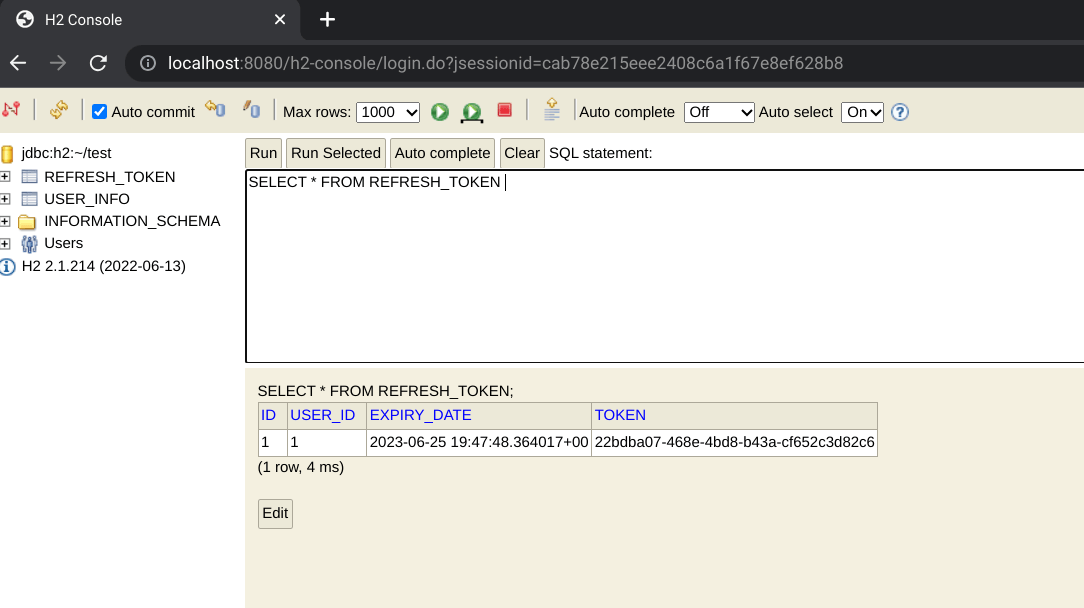 H2 Console
localhost:8080/h2-console/login.do?jsessionid=cab78e215eee2408c6a1f67e8ef628b8
Auto commit Max rows: 1000 Auto complete Off Auto select On ?
jdbc:h2:~/test
REFRESH_TOKEN
USER_INFO
INFORMATION_SCHEMA
Users
H2 2.1.214 (2022-06-13)
Run Run Selected Auto complete Clear SQL statement:
SELECT * FROM REFRESH_TOKEN
SELECT * FROM REFRESH_TOKEN;
ID USER_ID EXPIRY_DATE TOKEN
1 1 2023-06-25 19:47:48.364017+00 22bdba07-468e-4bd8-b43a-cf652c3d82c6
(1 row, 4 ms)
Edit